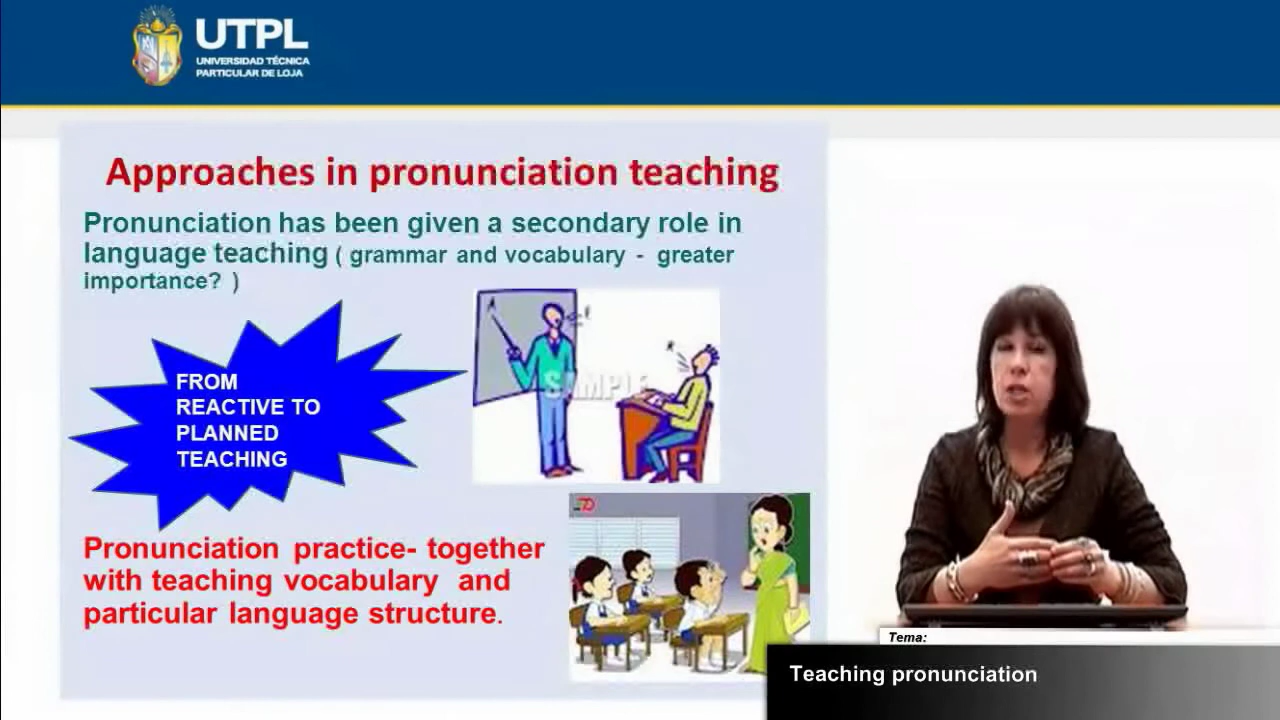 UTPL
UNIVERSIDAD TÉCNICA
PARTICULAR DE LOJA
Approaches in pronunciation teaching
Pronunciation has been given a secondary role in
language teaching ( grammar and vocabulary - greater
importance? )
FROM
REACTIVE TO
PLANNED
TEACHING
SAMPLE
Pronunciation practice- together
with teaching vocabulary and
particular language structure.
Tema:
Teaching pronunciation